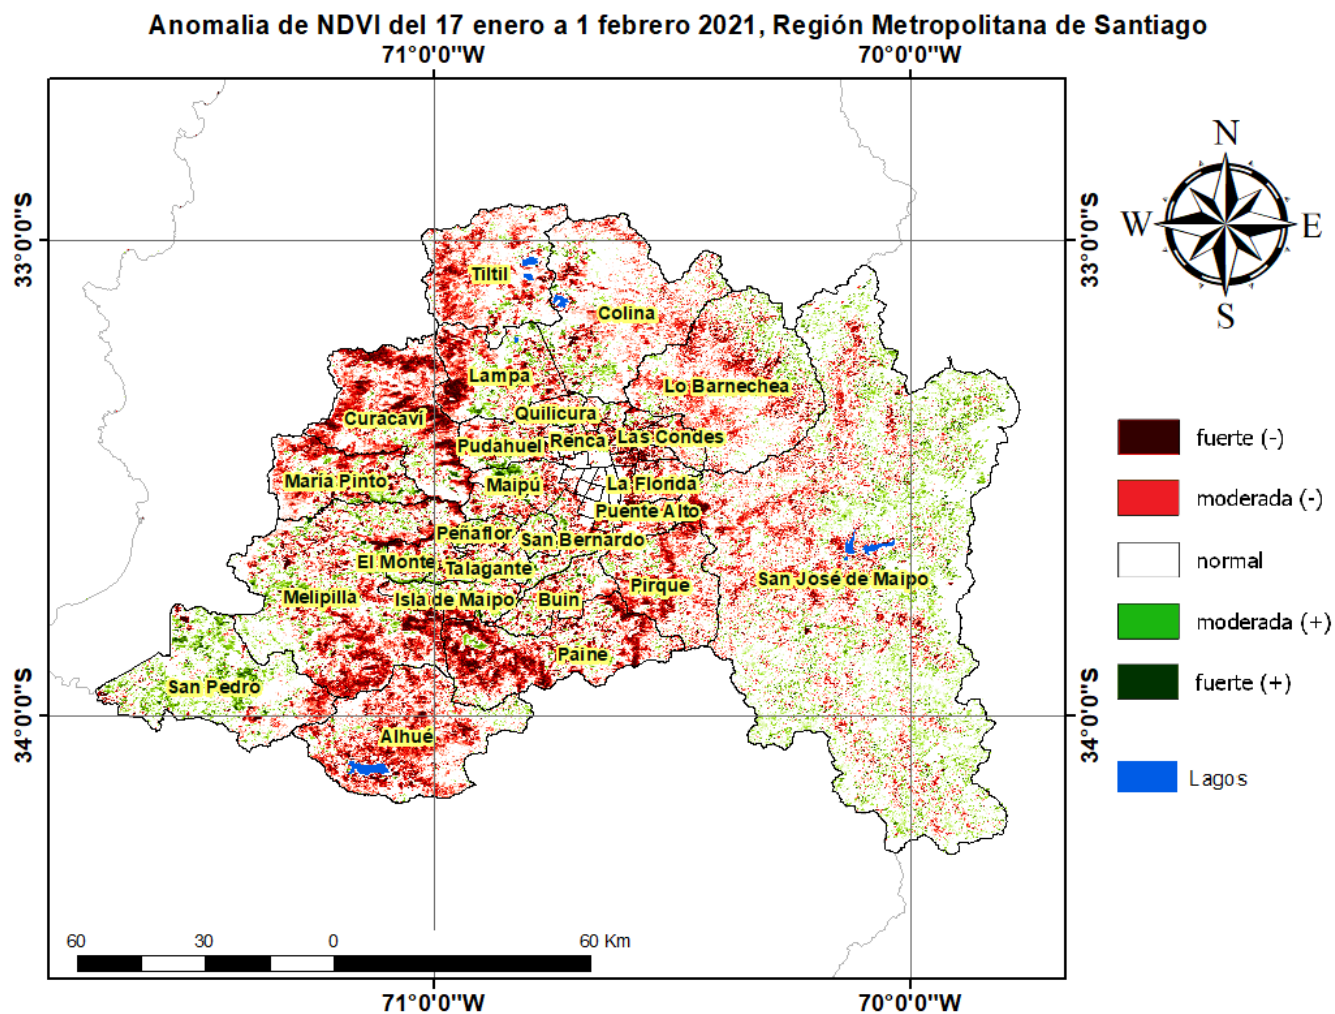 Anomalia de NDVI del 17 enero a 1 febrero 2021, Región Metropolitana de Santiago
71°0'0"W
70°0'0"W
N
W
E
S
33°0'0"S
33°0'0"S
Tiltil
Colina
Lampa
Lo Barnechea
Curacaví
Quilicura
Pudahuel
Renca
Las Condes
María Pinto
Maipú
La Florida
Puente Alto
Peñaflor
San Bernardo
El Monte
Talagante
San José de Maipo
Pirque
Melipilla
Isla de Maipo
Buin
Paine
San Pedro
Alhué
34°0'0"S
34°0'0"S
fuerte (-)
moderada (-)
normal
moderada (+)
fuerte (+)
Lagos
60
30
0
60 Km
71°0'0"W
70°0'0"W